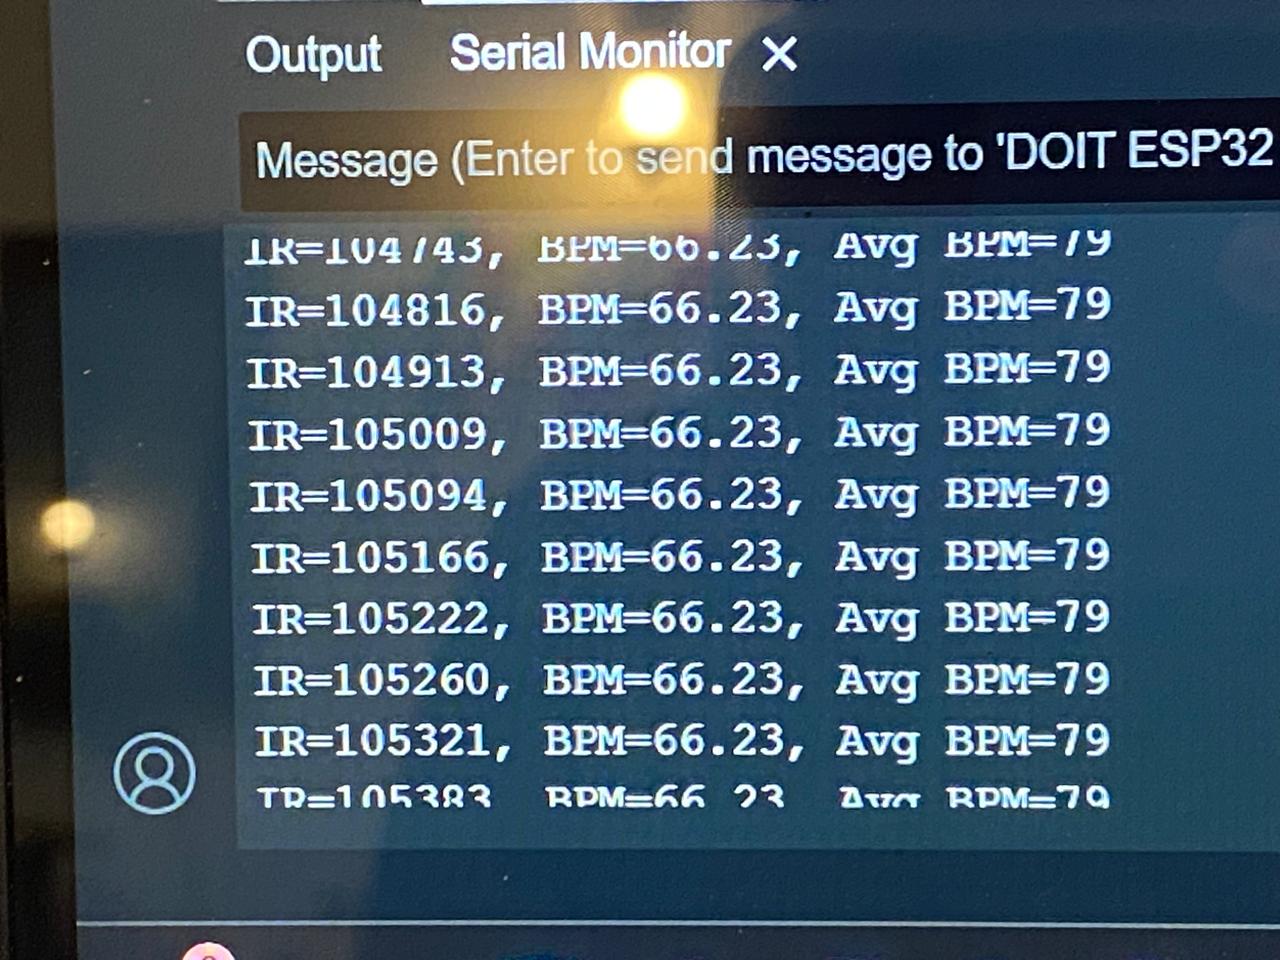 Output Serial Monitor ✕
Message (Enter to send message to 'DOIT ESP32
IR=104743, BPM=66.23, Avg BPM=79
IR=104816, BPM=66.23, Avg BPM=79
IR=104913, BPM=66.23, Avg BPM=79
IR=105009, BPM=66.23, Avg BPM=79
IR=105094, BPM=66.23, Avg BPM=79
IR=105166, BPM=66.23, Avg BPM=79
IR=105222, BPM=66.23, Avg BPM=79
IR=105260, BPM=66.23, Avg BPM=79
IR=105321, BPM=66.23, Avg BPM=79
IR=105383, BPM=66.23, Avg BPM=79